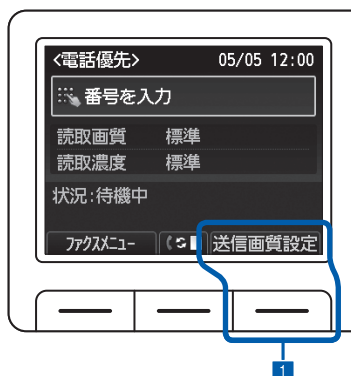 <電話優先> 05/05 12:00
番号を入力
読取画質 標準
読取濃度 標準
状況:待機中
ファクスメニュー 送信画質設定
1